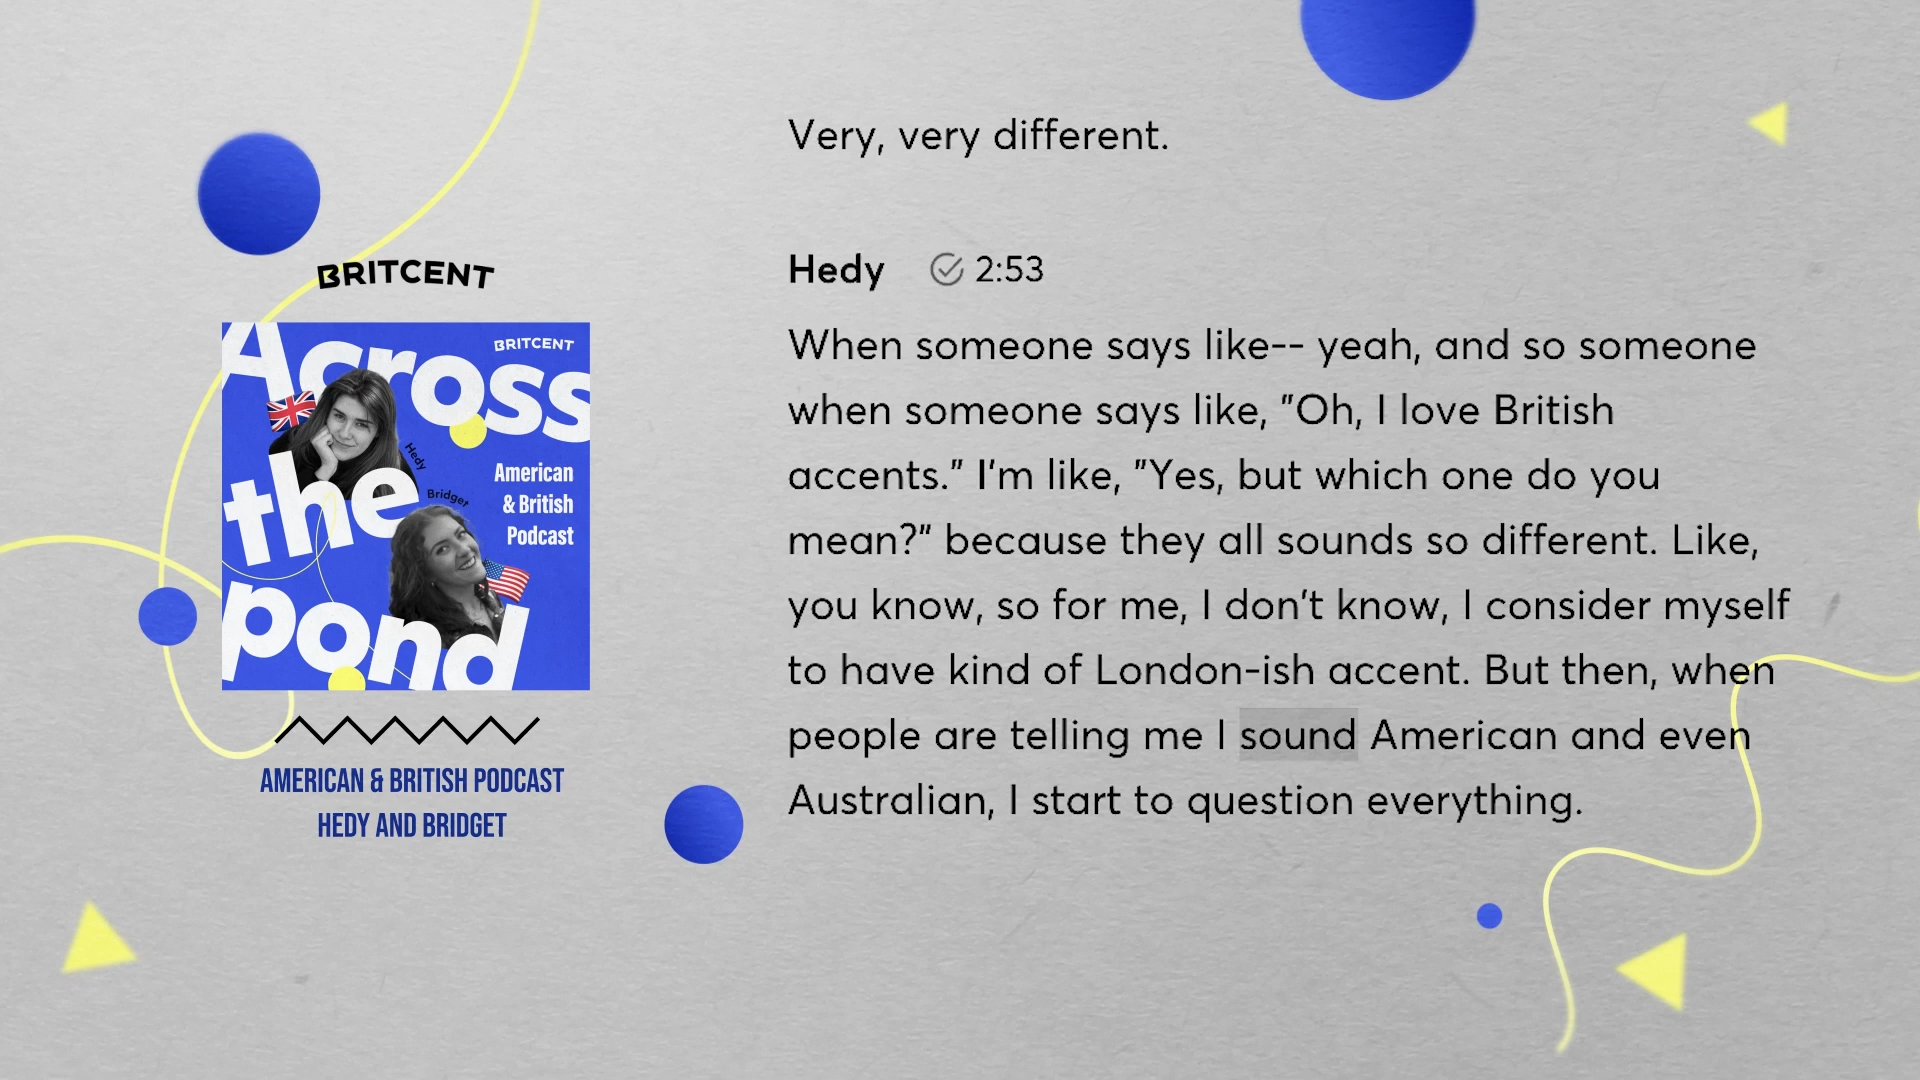 BRITCENT
Across
the
pond
BRITCENT
Hedy
Bridget
American
& British
Podcast
AMERICAN & BRITISH PODCAST
HEDY AND BRIDGET
Very, very different.
Hedy 2:53
When someone says like-- yeah, and so someone
when someone says like, "Oh, I love British
accents." I'm like, "Yes, but which one do you
mean?" because they all sounds so different. Like,
you know, so for me, I don't know, I consider myself
to have kind of London-ish accent. But then, when
people are telling me I sound American and even
Australian, I start to question everything.